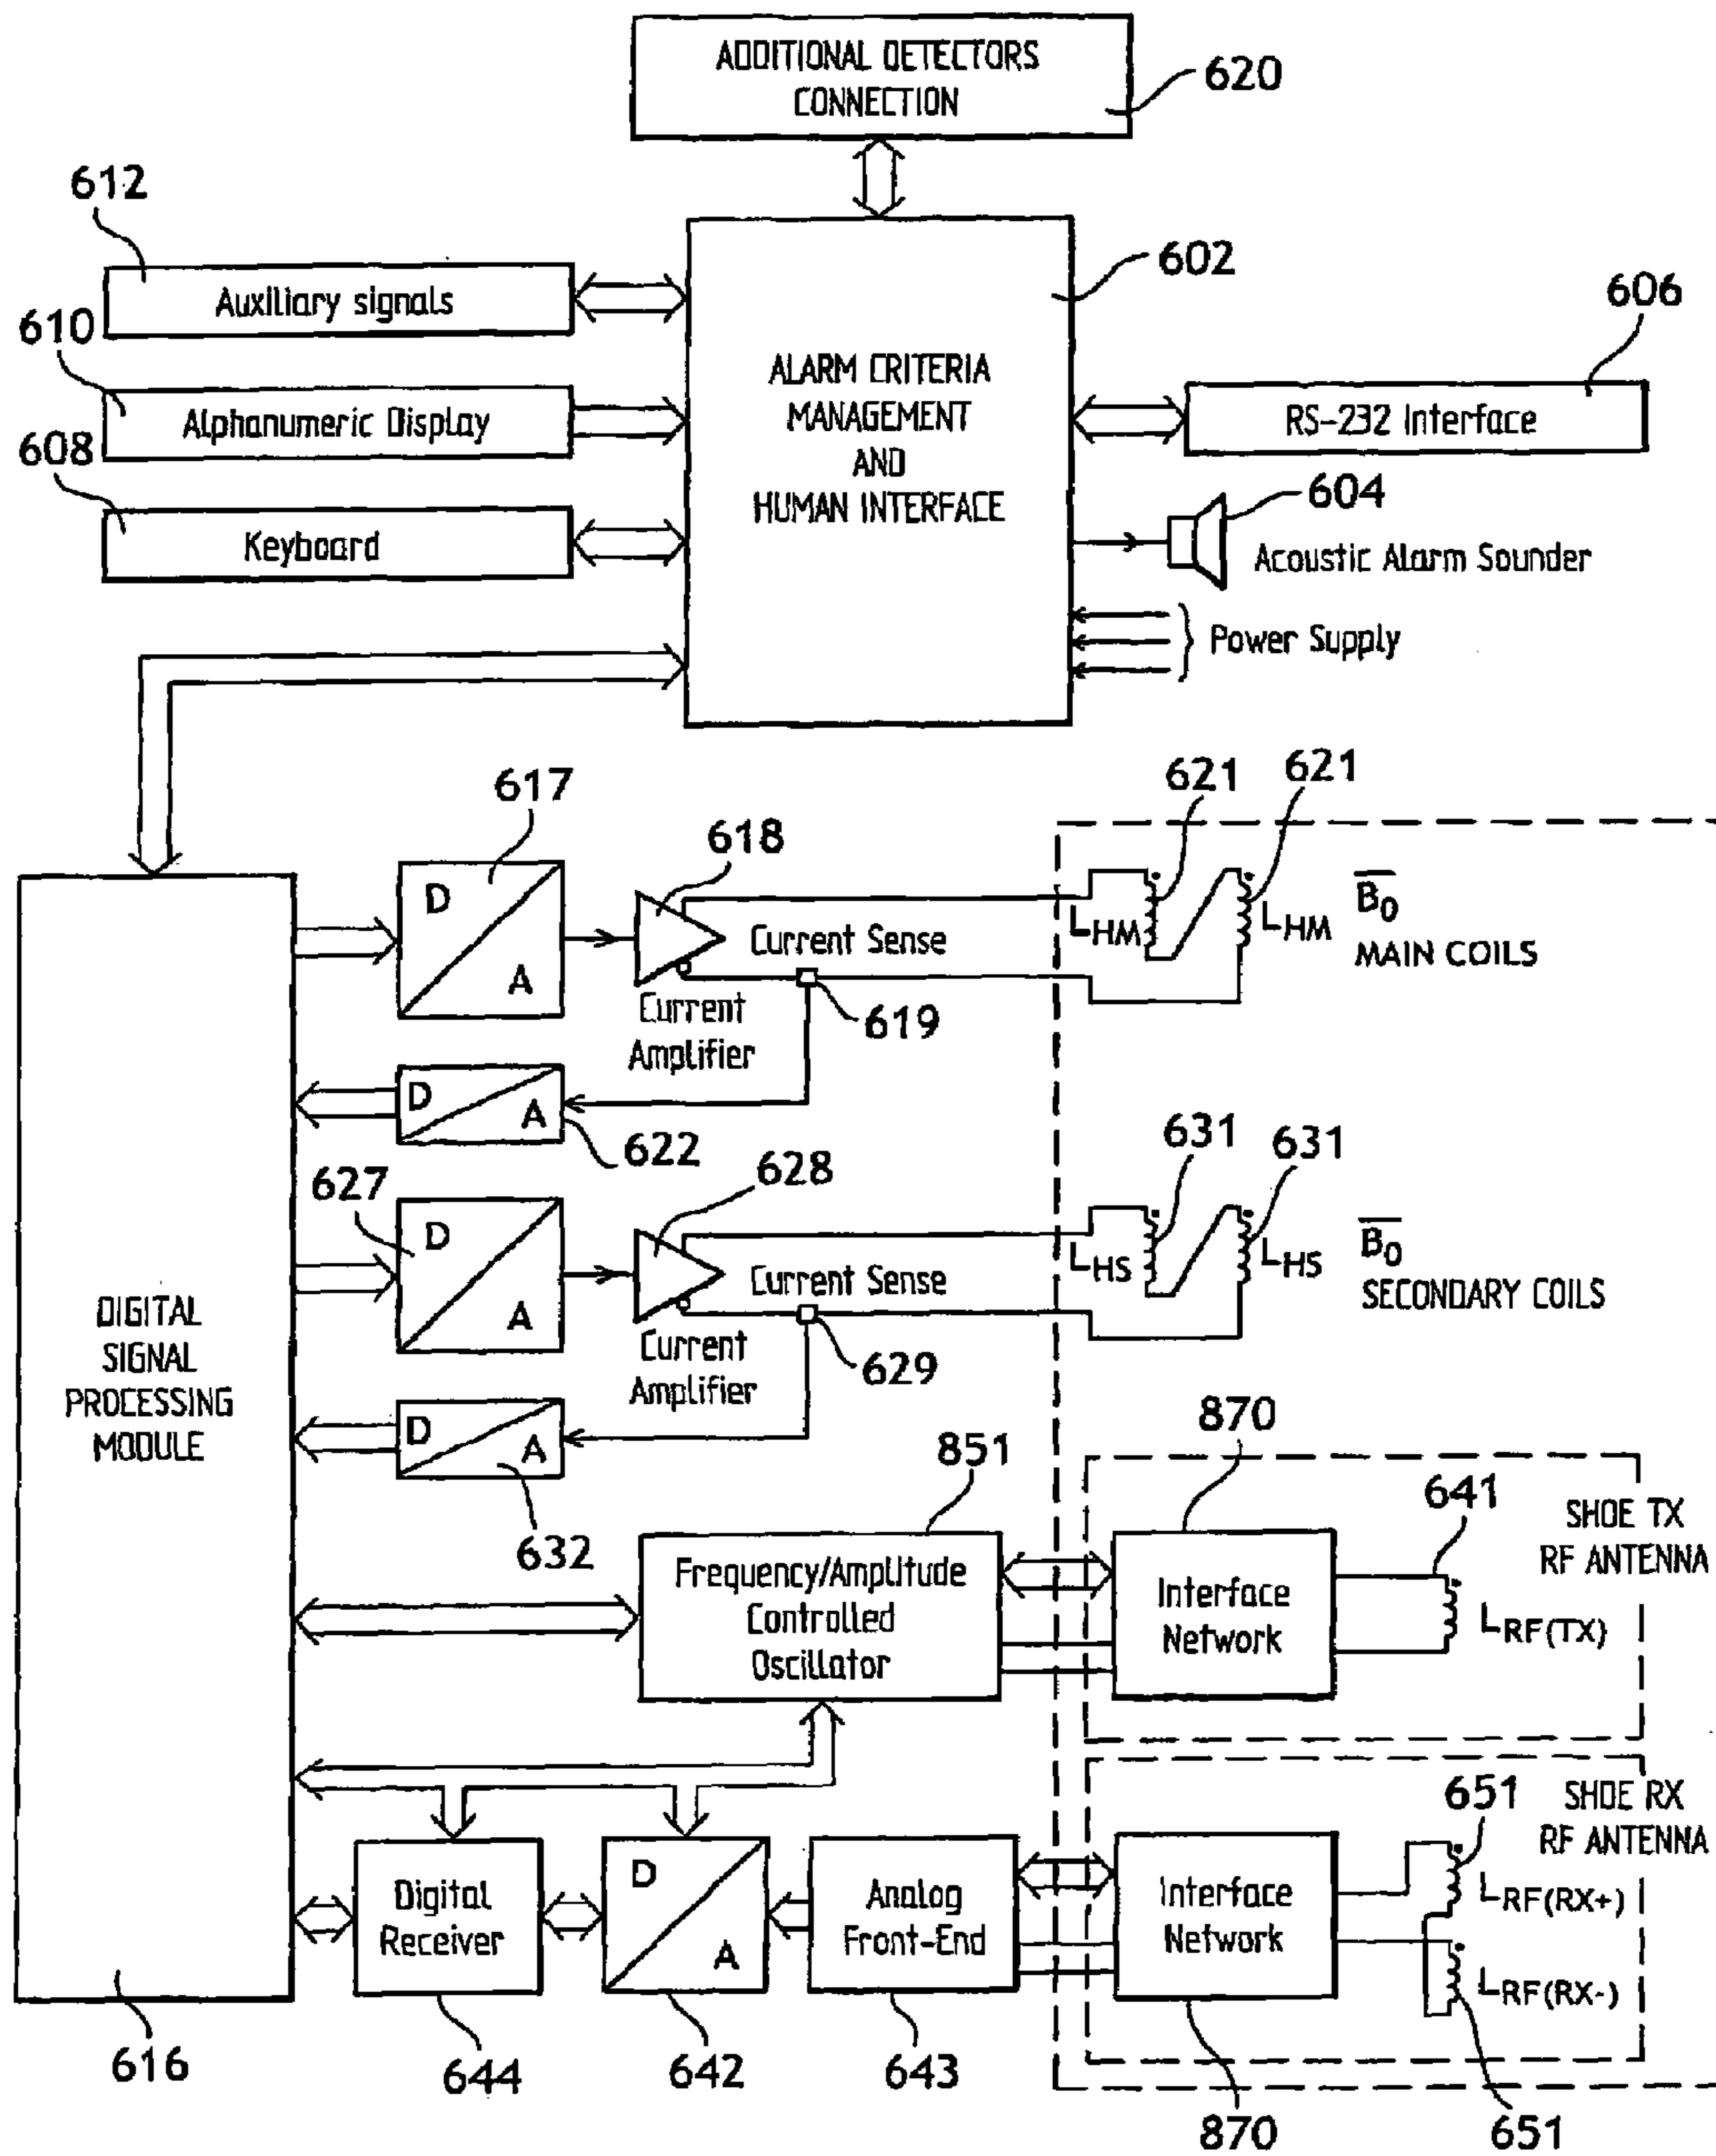 ADDITIONAL DETECTORS
CONNECTION
620
612
602
Auxiliary signals
606
610
ALARM CRITERIA
MANAGEMENT
AND
HUMAN INTERFACE
Alphanumeric Display
RS-232 Interface
608
604
Keyboard
Acoustic Alarm Sounder
Power Supply
617
618
621
621
D
A
Current Sense
LHM
LHM
B0
MAIN COILS
Current
Amplifier
619
D
A
622
627
628
631
631
D
A
Current Sense
LHS
LHS
B0
SECONDARY COILS
Current
Amplifier
629
DIGITAL
SIGNAL
PROCESSING
MODULE
D
A
632
851
870
641
SHOE TX
RF ANTENNA
Frequency/Amplitude
Controlled
Oscillator
Interface
Network
LRF(TX)
651
SHOE RX
RF ANTENNA
Digital
Receiver
D
A
Analog
Front-End
Interface
Network
LRF(RX+)
LRF(RX-)
616
644
642
643
870
651